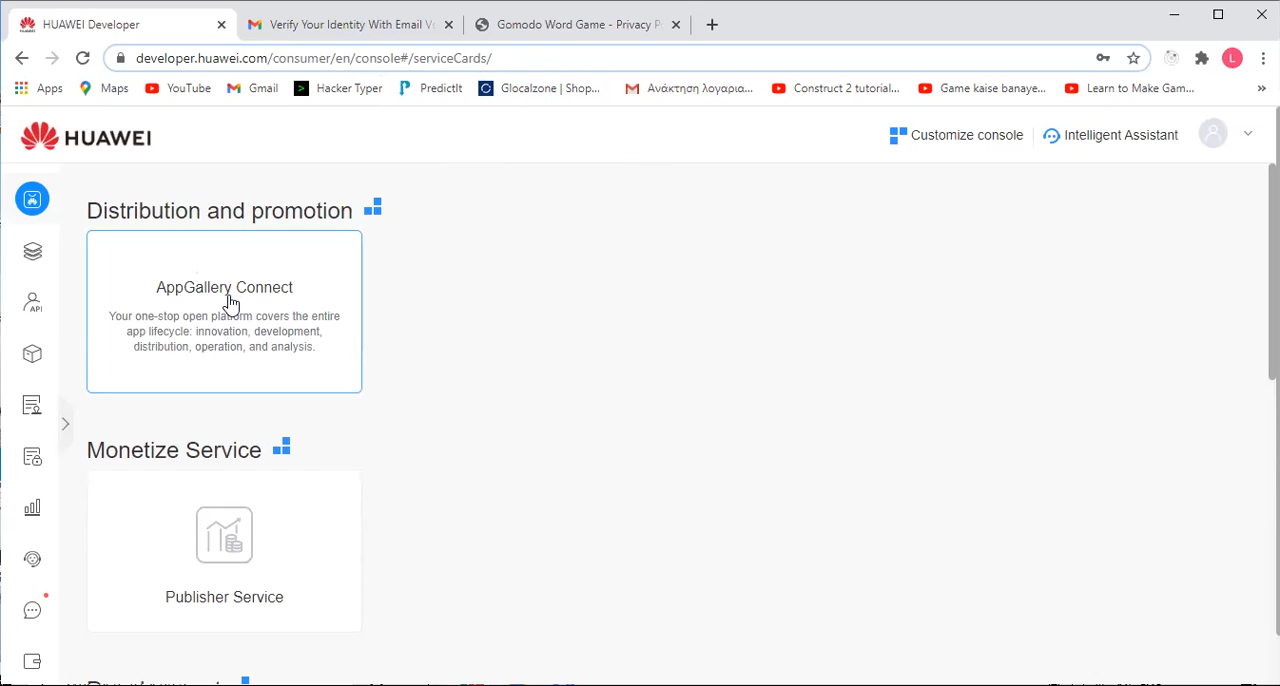 HUAWEI Developer
Verify Your Identity With Email V
Gomodo Word Game - Privacy P
developer.huawei.com/consumer/en/console#/serviceCards/
L
Apps
Maps
YouTube
Gmail
Hacker Typer
PredictIt
Glocalzone | Shop...
Ανάκτηση λογαρια...
Construct 2 tutorial...
Game kaise banaye...
Learn to Make Gam...
HUAWEI
Customize console
Intelligent Assistant
Distribution and promotion
AppGallery Connect
Your one-stop open platform covers the entire
app lifecycle: innovation, development,
distribution, operation, and analysis.
API
Monetize Service
Publisher Service